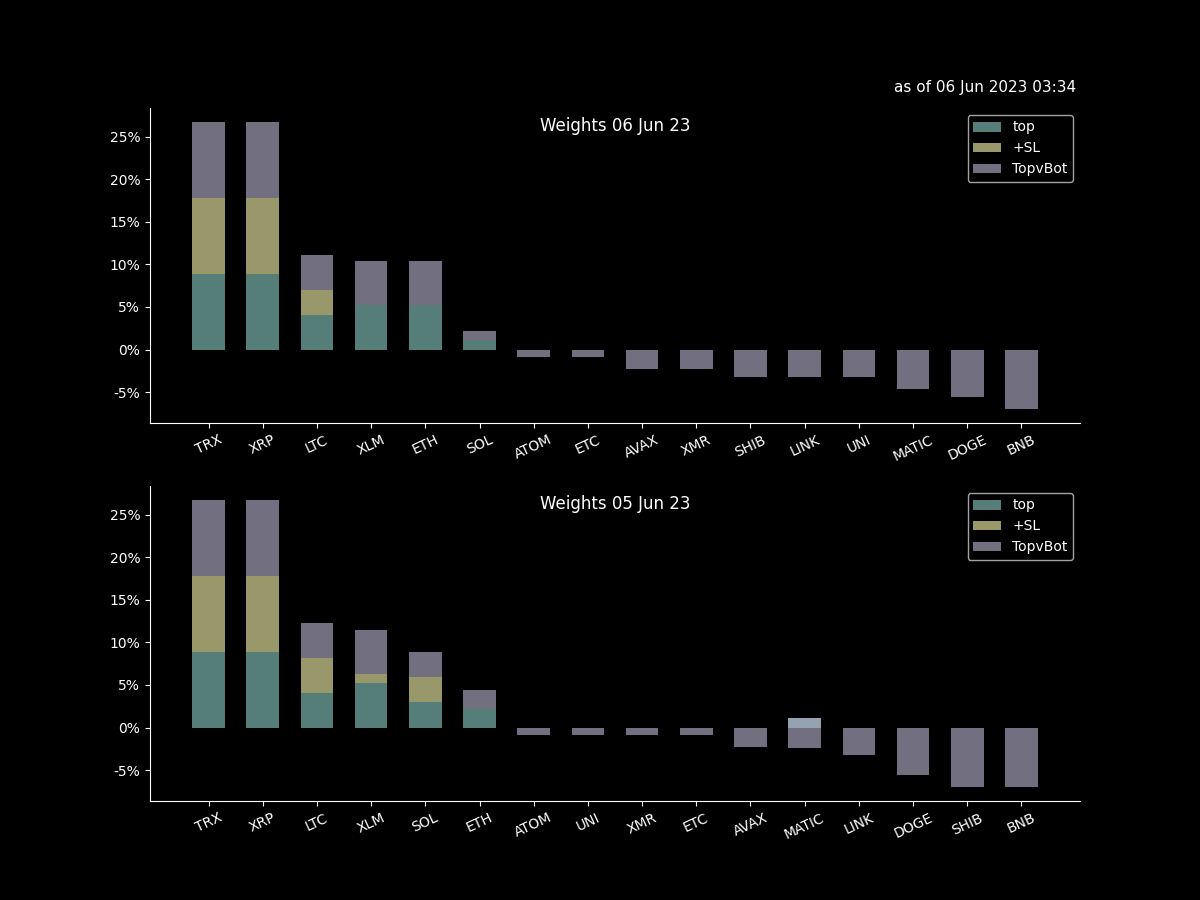 as of 06 Jun 2023 03:34
Weights 06 Jun 23
top
+SL
TopvBot
25%
20%
15%
10%
5%
0%
-5%
TRX XRP LTC XLM ETH SOL ATOM ETC AVAX XMR SHIB LINK UNI MATIC DOGE BNB
Weights 05 Jun 23
top
+SL
TopvBot
25%
20%
15%
10%
5%
0%
-5%
TRX XRP LTC XLM SOL ETH ATOM UNI XMR ETC AVAX MATIC LINK DOGE SHIB BNB